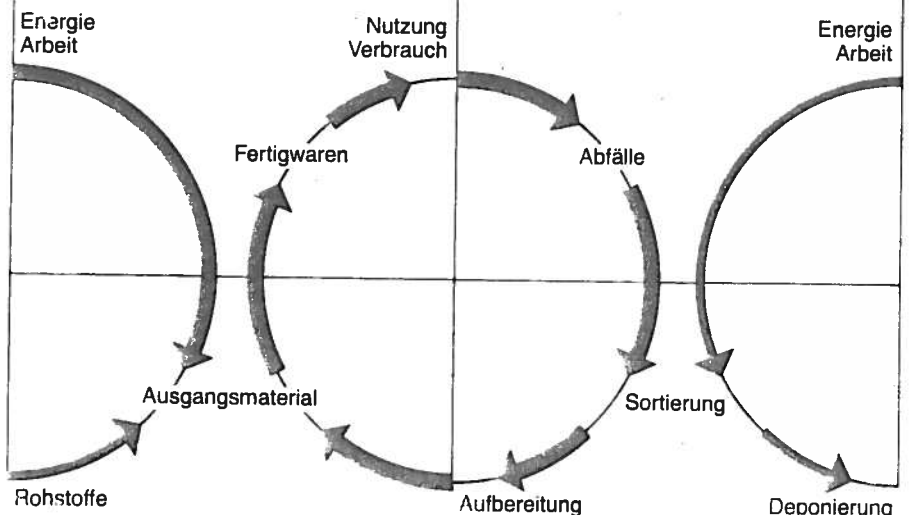 Energie
Arbeit
Nutzung
Verbrauch
Energie
Arbeit
Fertigwaren
Abfälle
Ausgangsmaterial
Sortierung
Rohstoffe
Aufbereitung
Deponierung